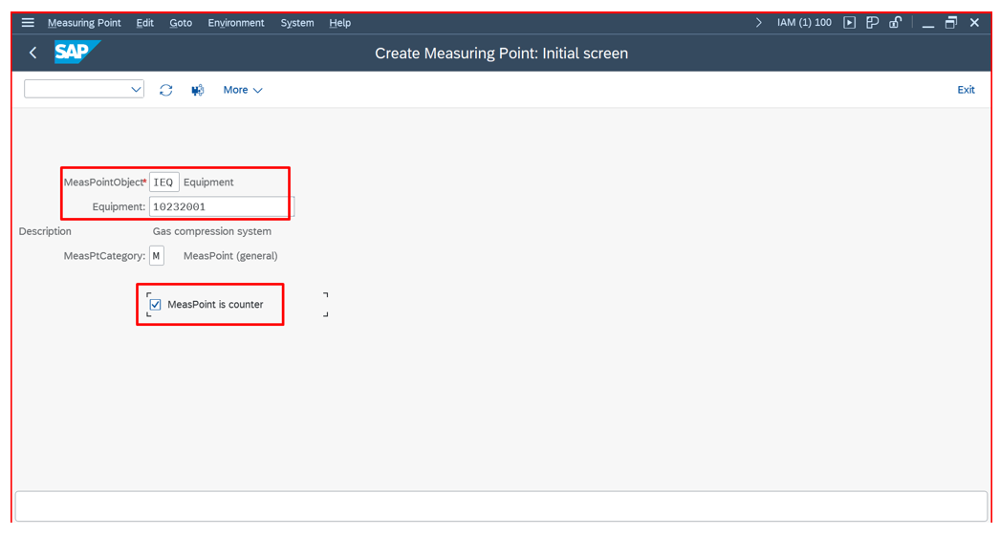 Measuring Point Edit Goto Environment System Help IAM (1) 100
SAP Create Measuring Point: Initial screen
More Exit
MeasPointObject* IEQ Equipment
Equipment: 10232001
Description Gas compression system
MeasPtCategory: M MeasPoint (general)
MeasPoint is counter